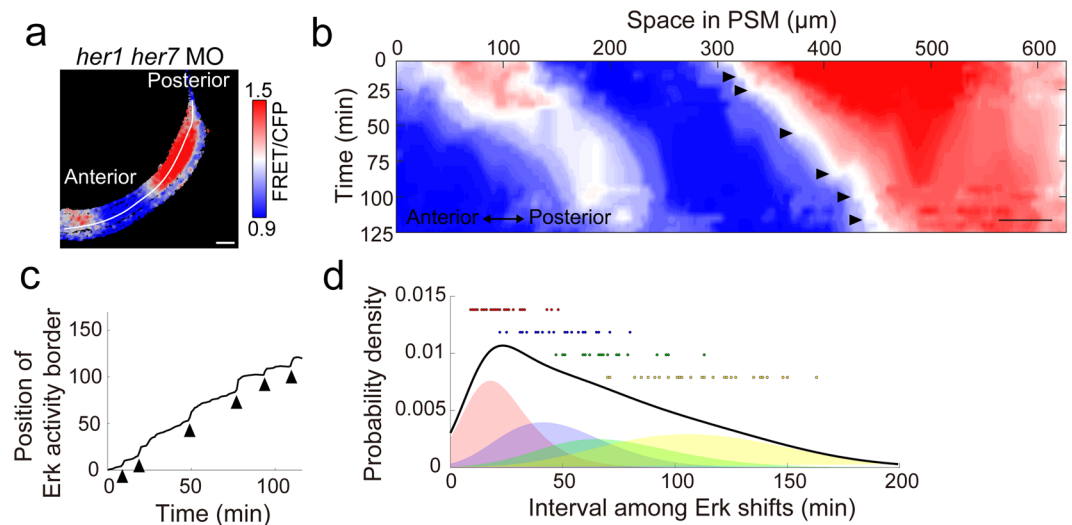 a
her1 her7 MO
Posterior
Anterior
1.5
FRET/CFP
0.9
b
Space in PSM (µm)
0 100 200 300 400 500 600
Time (min)
0
25
50
75
100
125
Anterior Posterior
c
Position of
Erk activity border
150
100
50
0
0 50 100
Time (min)
d
Probability density
0.015
0.01
0.005
0
0 50 100 150 200
Interval among Erk shifts (min)